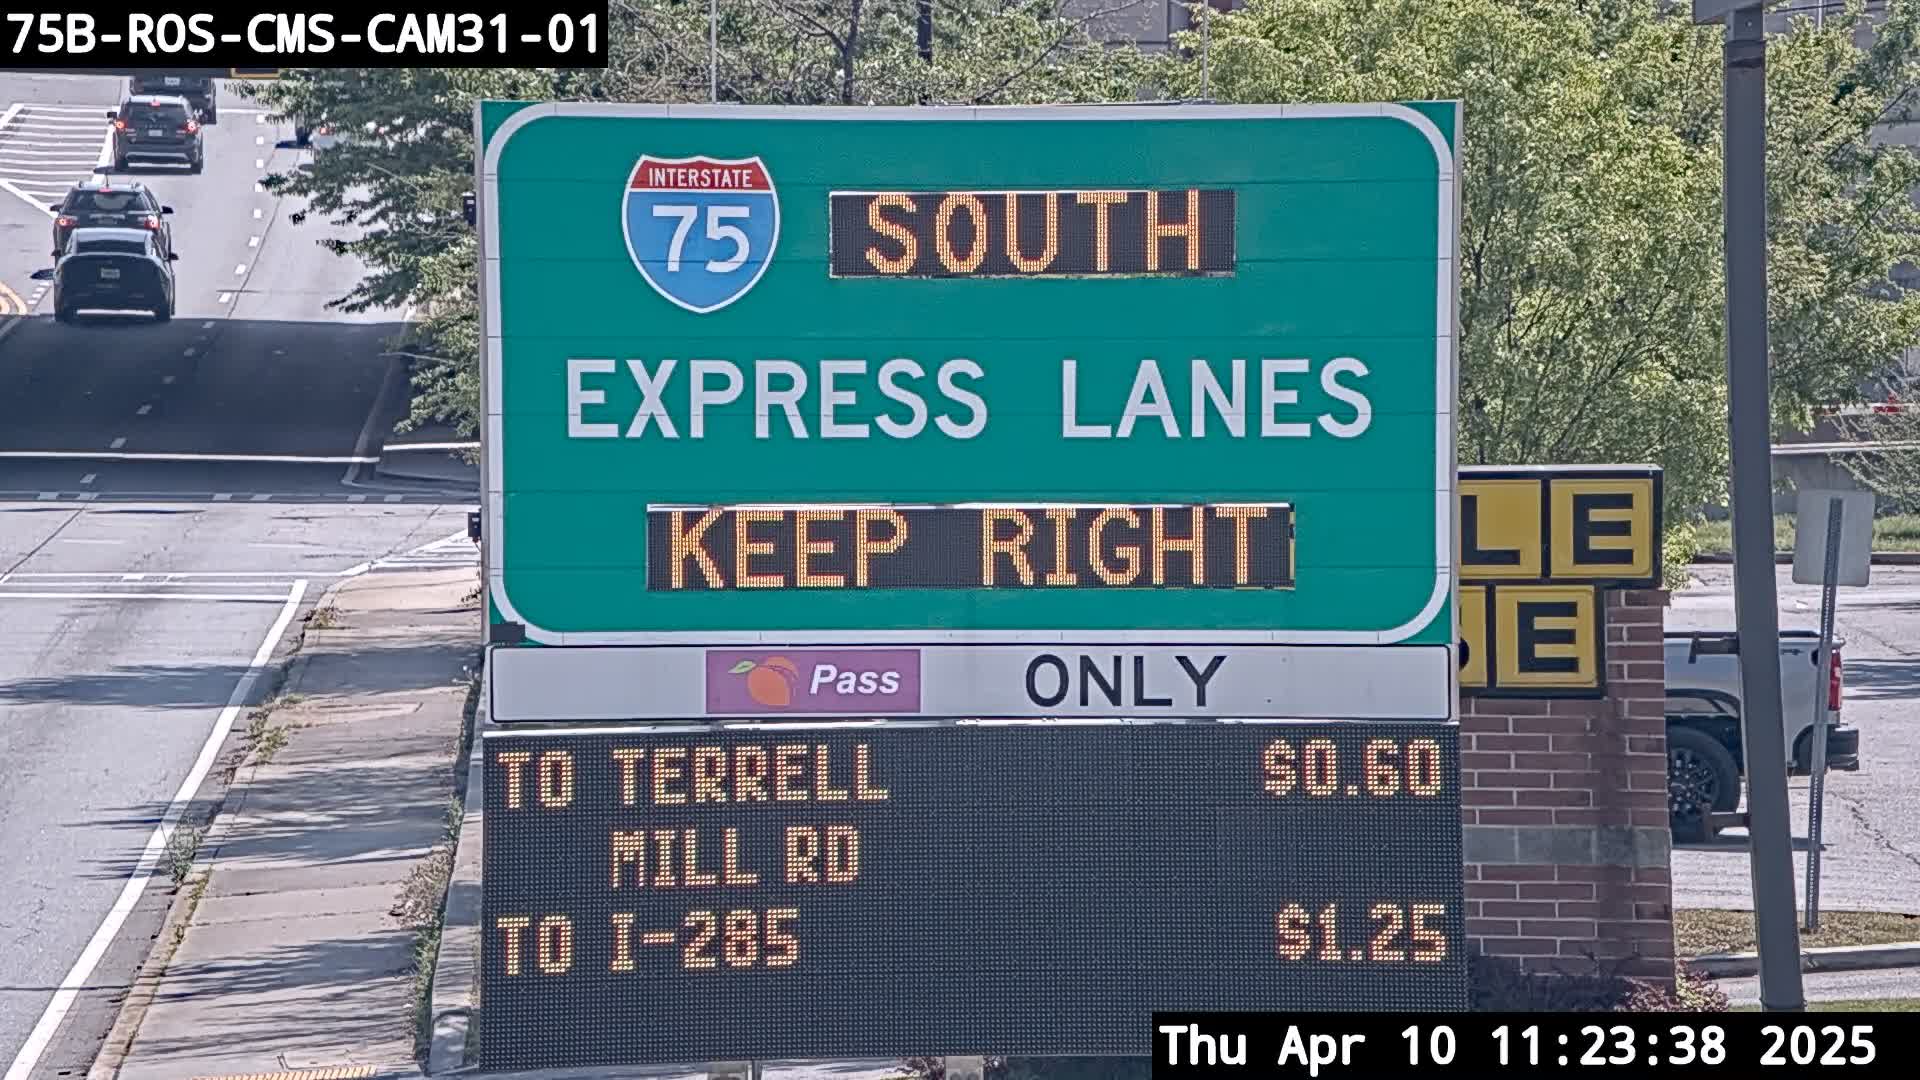 75B-ROS-CMS-CAM31-01
INTERSTATE
75
SOUTH
EXPRESS LANES
KEEP RIGHT
Pass ONLY
TO TERRELL $0.60
MILL RD
TO I-285 $1.25
LE
E
Thu Apr 10 11:23:38 2025